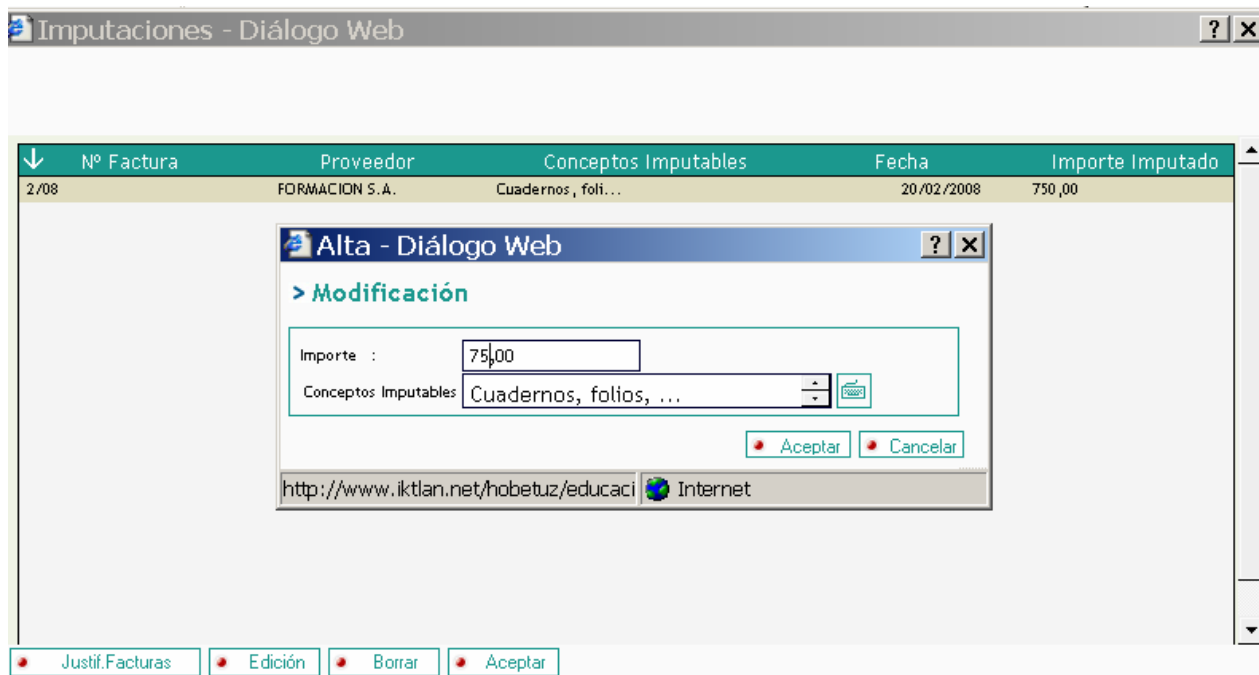 Imputaciones - Diálogo Web
Nº Factura Proveedor Conceptos Imputables Fecha Importe Imputado
2/08 FORMACION S.A. Cuadernos, foli... 20/02/2008 750,00
Alta - Diálogo Web
> Modificación
Importe : 75,00
Conceptos Imputables Cuadernos, folios, ...
Aceptar Cancelar
http://www.iktlan.net/hobetuz/educaci Internet
Justif.Facturas Edición Borrar Aceptar